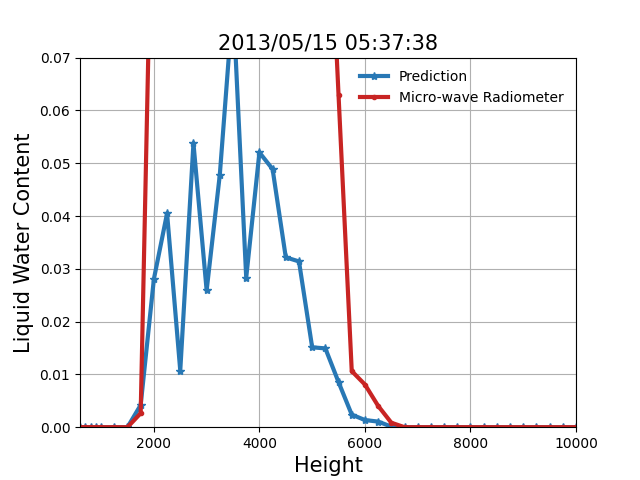 2013/05/15 05:37:38
Prediction
Micro-wave Radiometer
Liquid Water Content
0.07
0.06
0.05
0.04
0.03
0.02
0.01
0.00
2000 4000 6000 8000 10000
Height